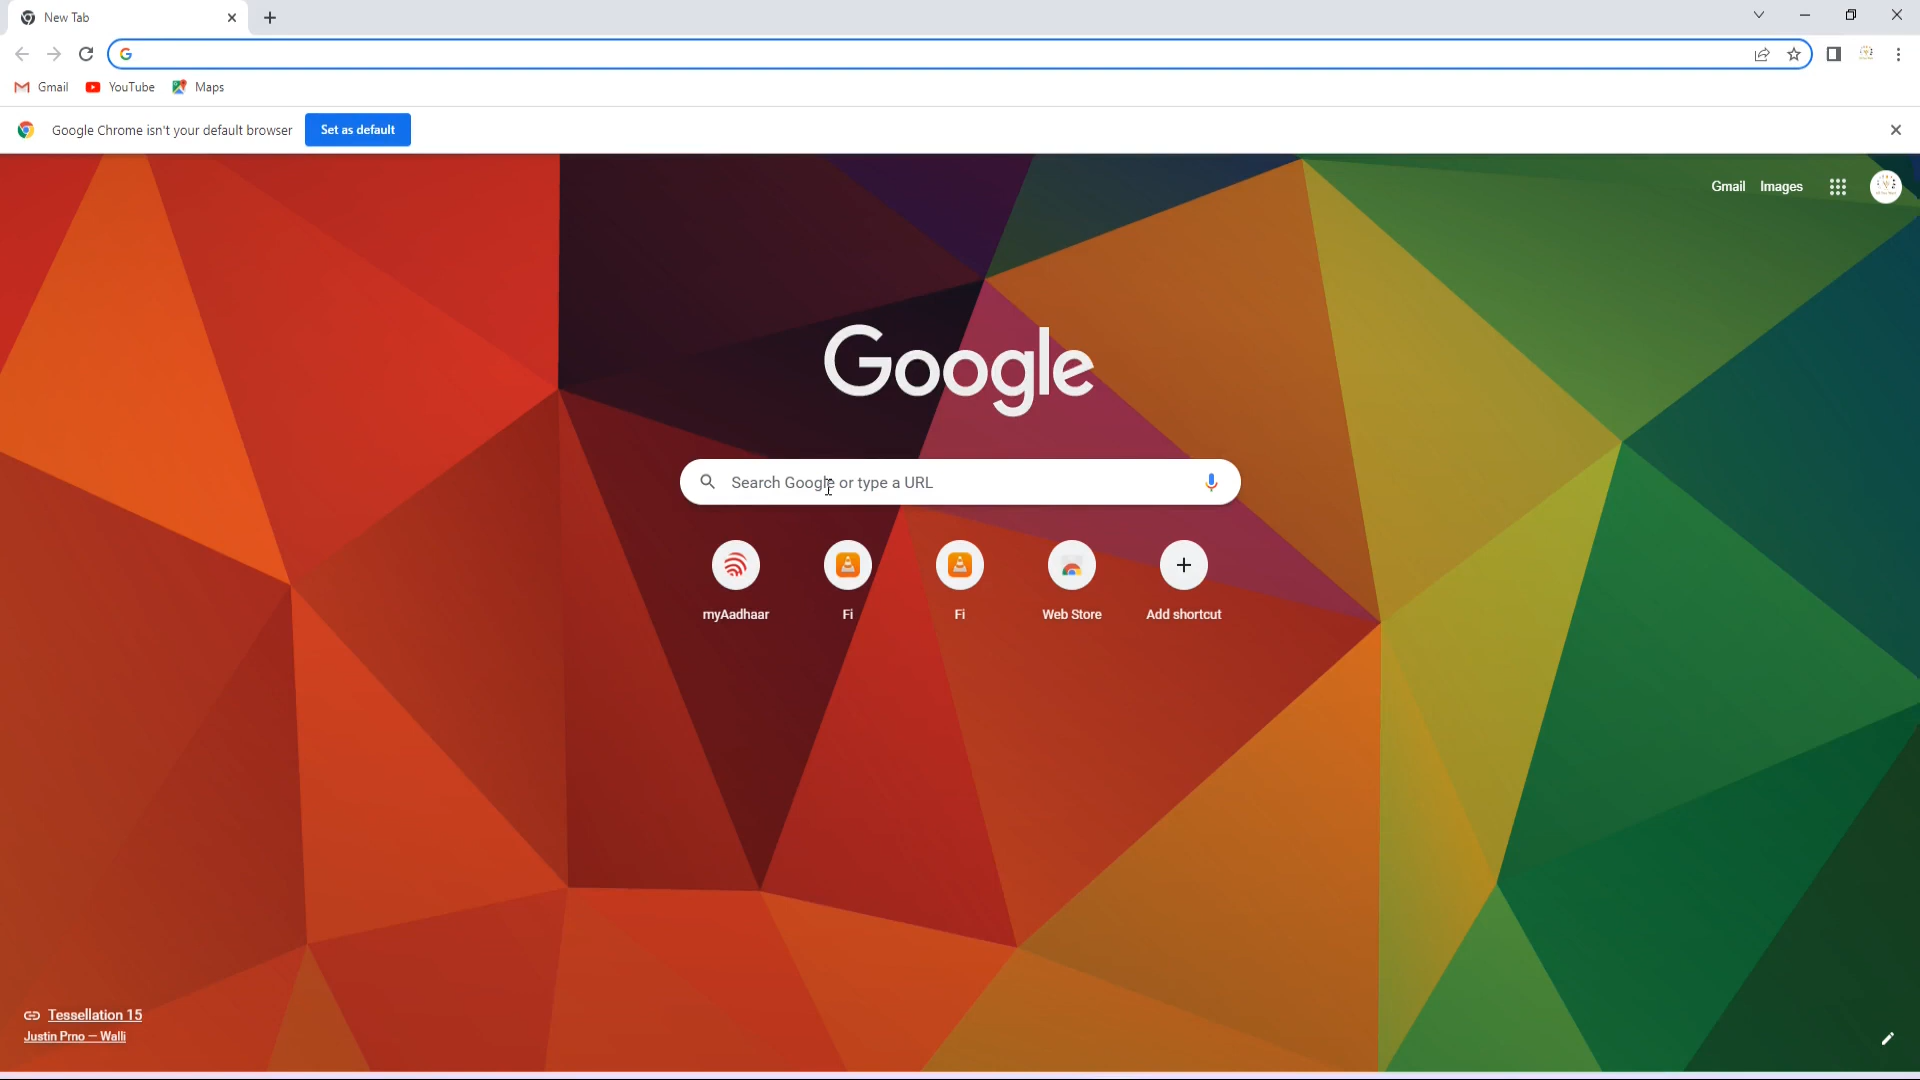 New Tab
Gmail YouTube Maps
Google Chrome isn't your default browser Set as default
Gmail Images
Google
Search Google or type a URL
myAadhaar Fi Fi Web Store Add shortcut
Tessellation 15
Justin Prno — Walli